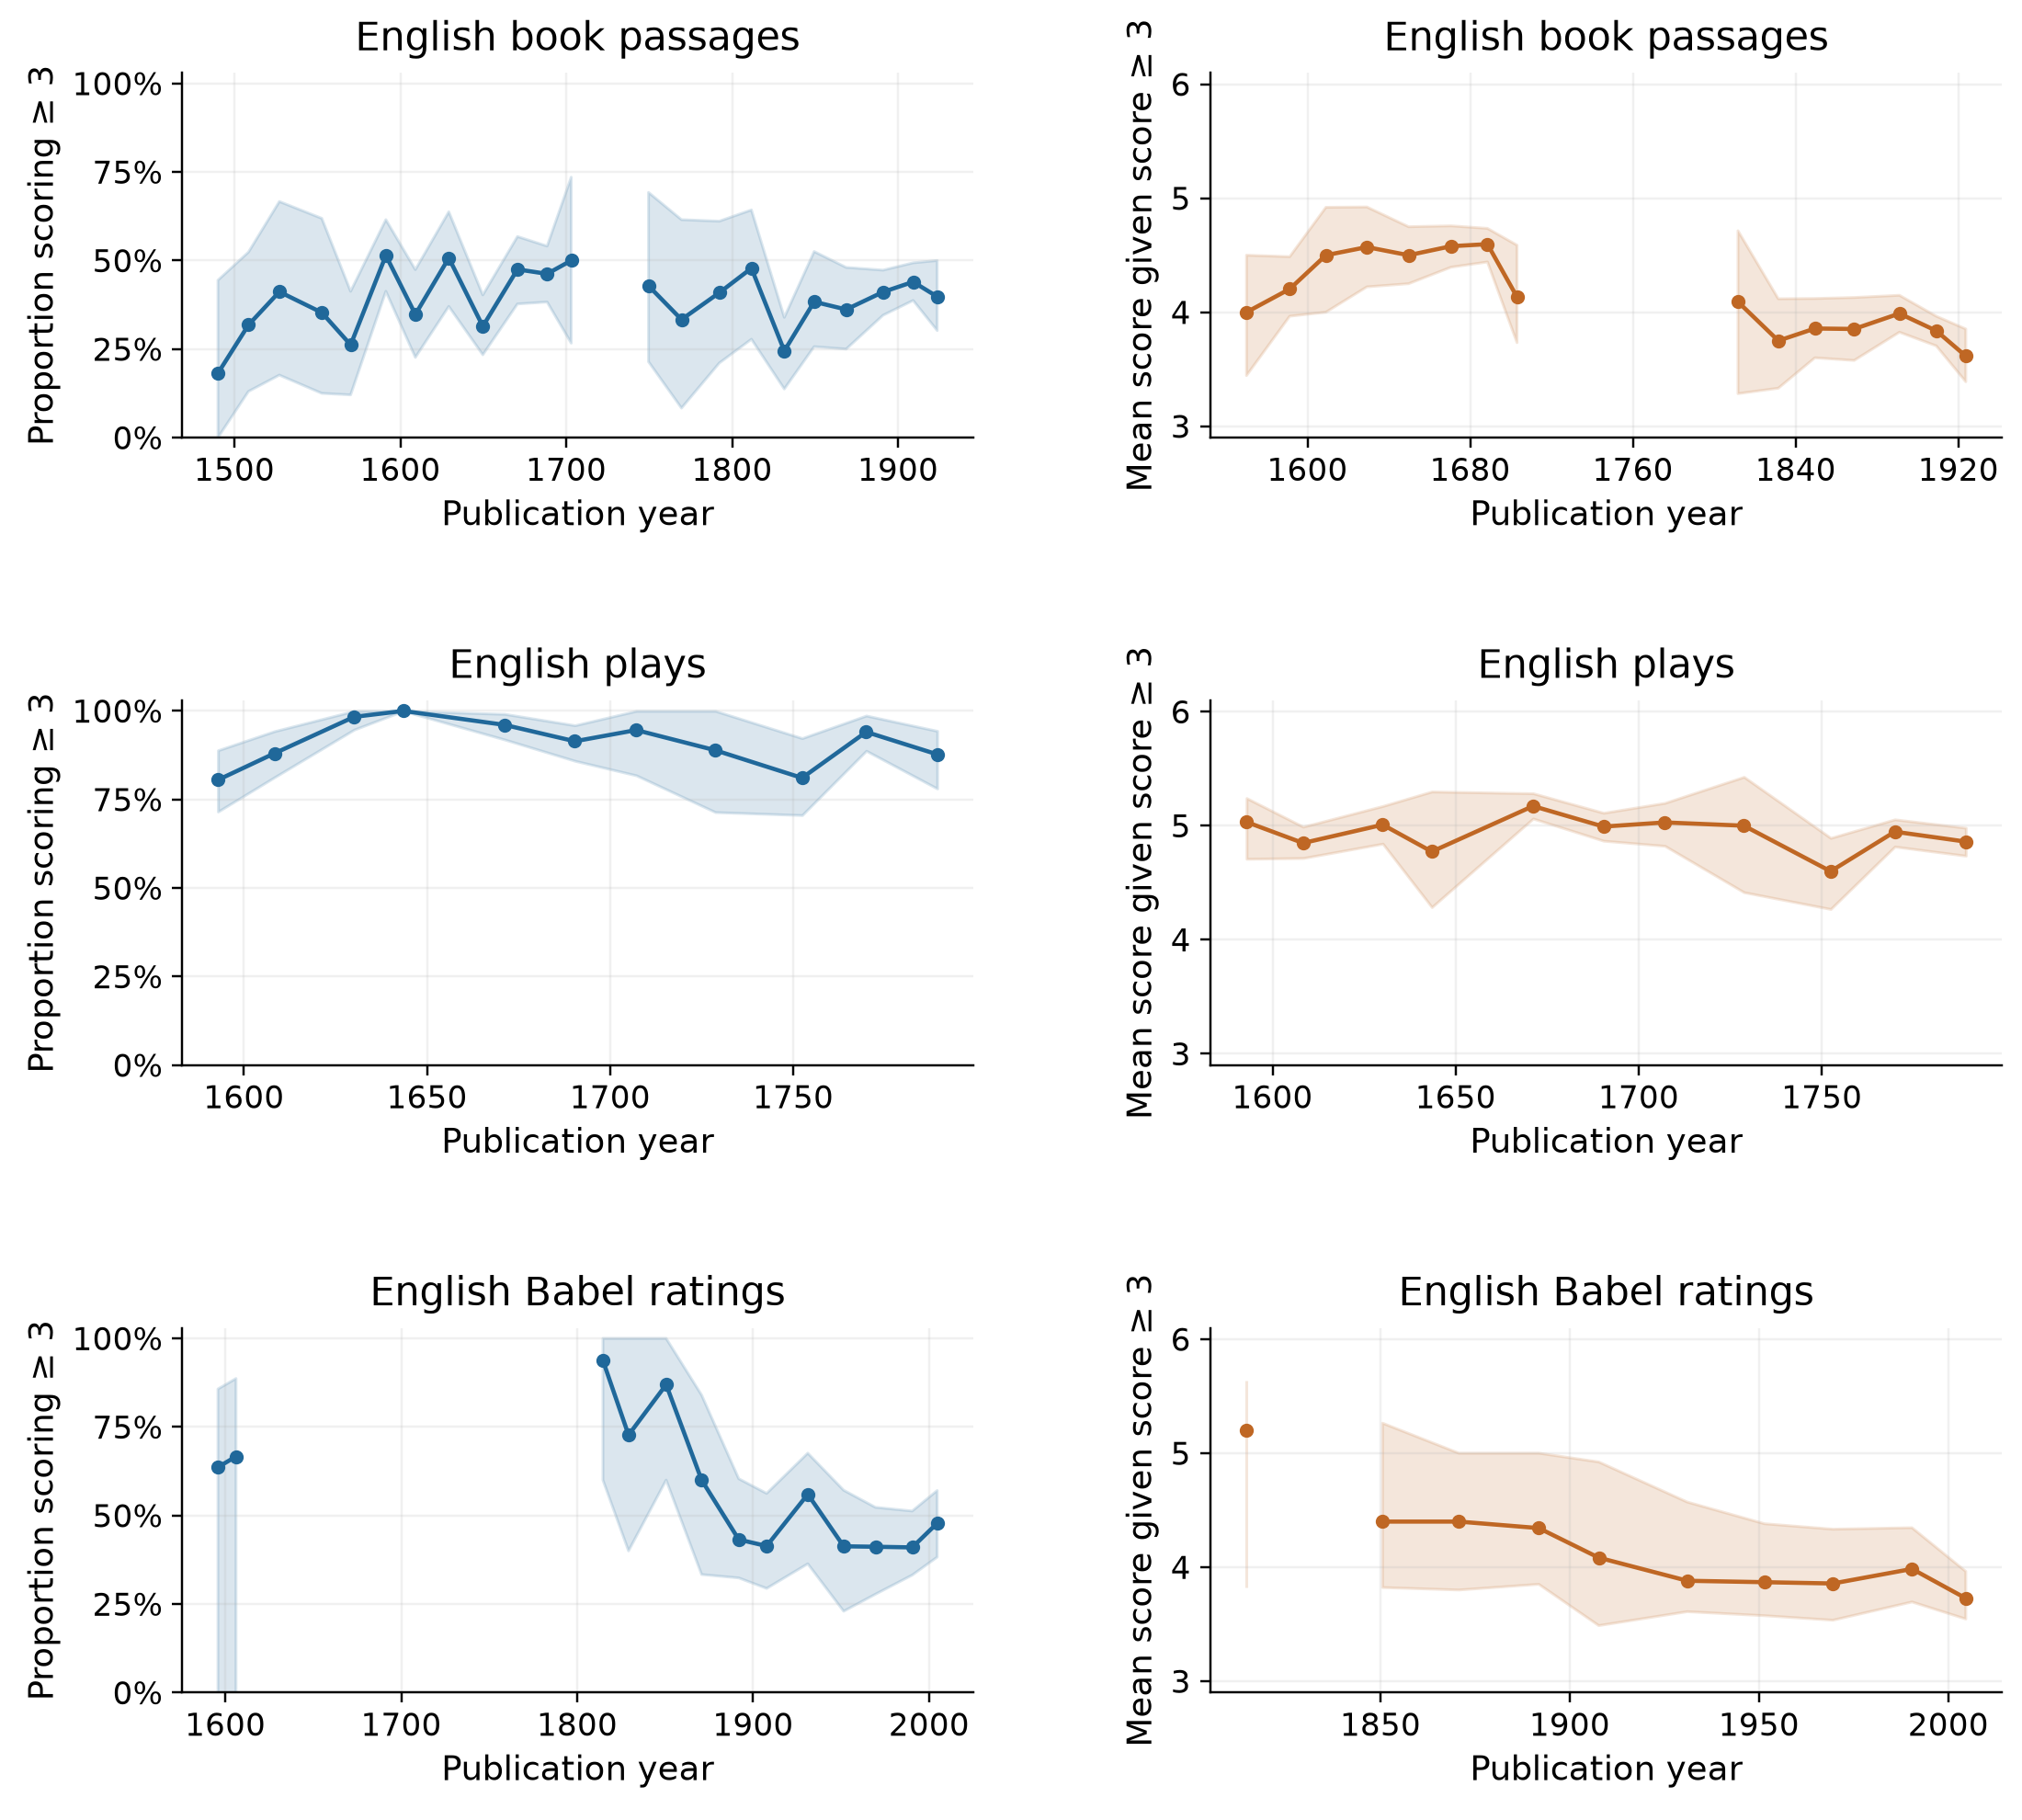 English book passages
Proportion scoring ≥ 3
100%
75%
50%
25%
0%
1500 1600 1700 1800 1900
Publication year
English book passages
Mean score given score ≥ 3
6
5
4
3
1600 1680 1760 1840 1920
Publication year
English plays
Proportion scoring ≥ 3
100%
75%
50%
25%
0%
1600 1650 1700 1750
Publication year
English plays
Mean score given score ≥ 3
6
5
4
3
1600 1650 1700 1750
Publication year
English Babel ratings
Proportion scoring ≥ 3
100%
75%
50%
25%
0%
1600 1700 1800 1900 2000
Publication year
English Babel ratings
Mean score given score ≥ 3
6
5
4
3
1850 1900 1950 2000
Publication year